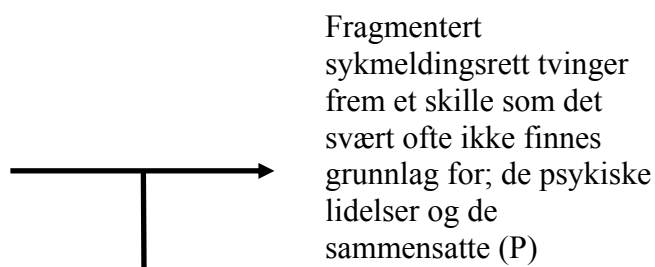 Fragmentert
sykmeldingsrett tvinger
frem et skille som det
svært ofte ikke finnes
grunnlag for; de psykiske
lidelser og de
sammensatte (P)